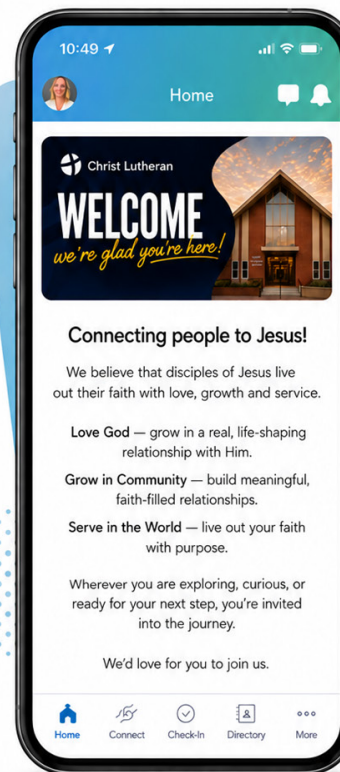 10:49
Home
Christ Lutheran
WELCOME
we're glad you're here!
Connecting people to Jesus!
We believe that disciples of Jesus live
out their faith with love, growth and service.
Love God — grow in a real, life-shaping
relationship with Him.
Grow in Community — build meaningful,
faith-filled relationships.
Serve in the World — live out your faith
with purpose.
Wherever you are exploring, curious, or
ready for your next step, you're invited
into the journey.
We'd love for you to join us.
Home Connect Check-In Directory More